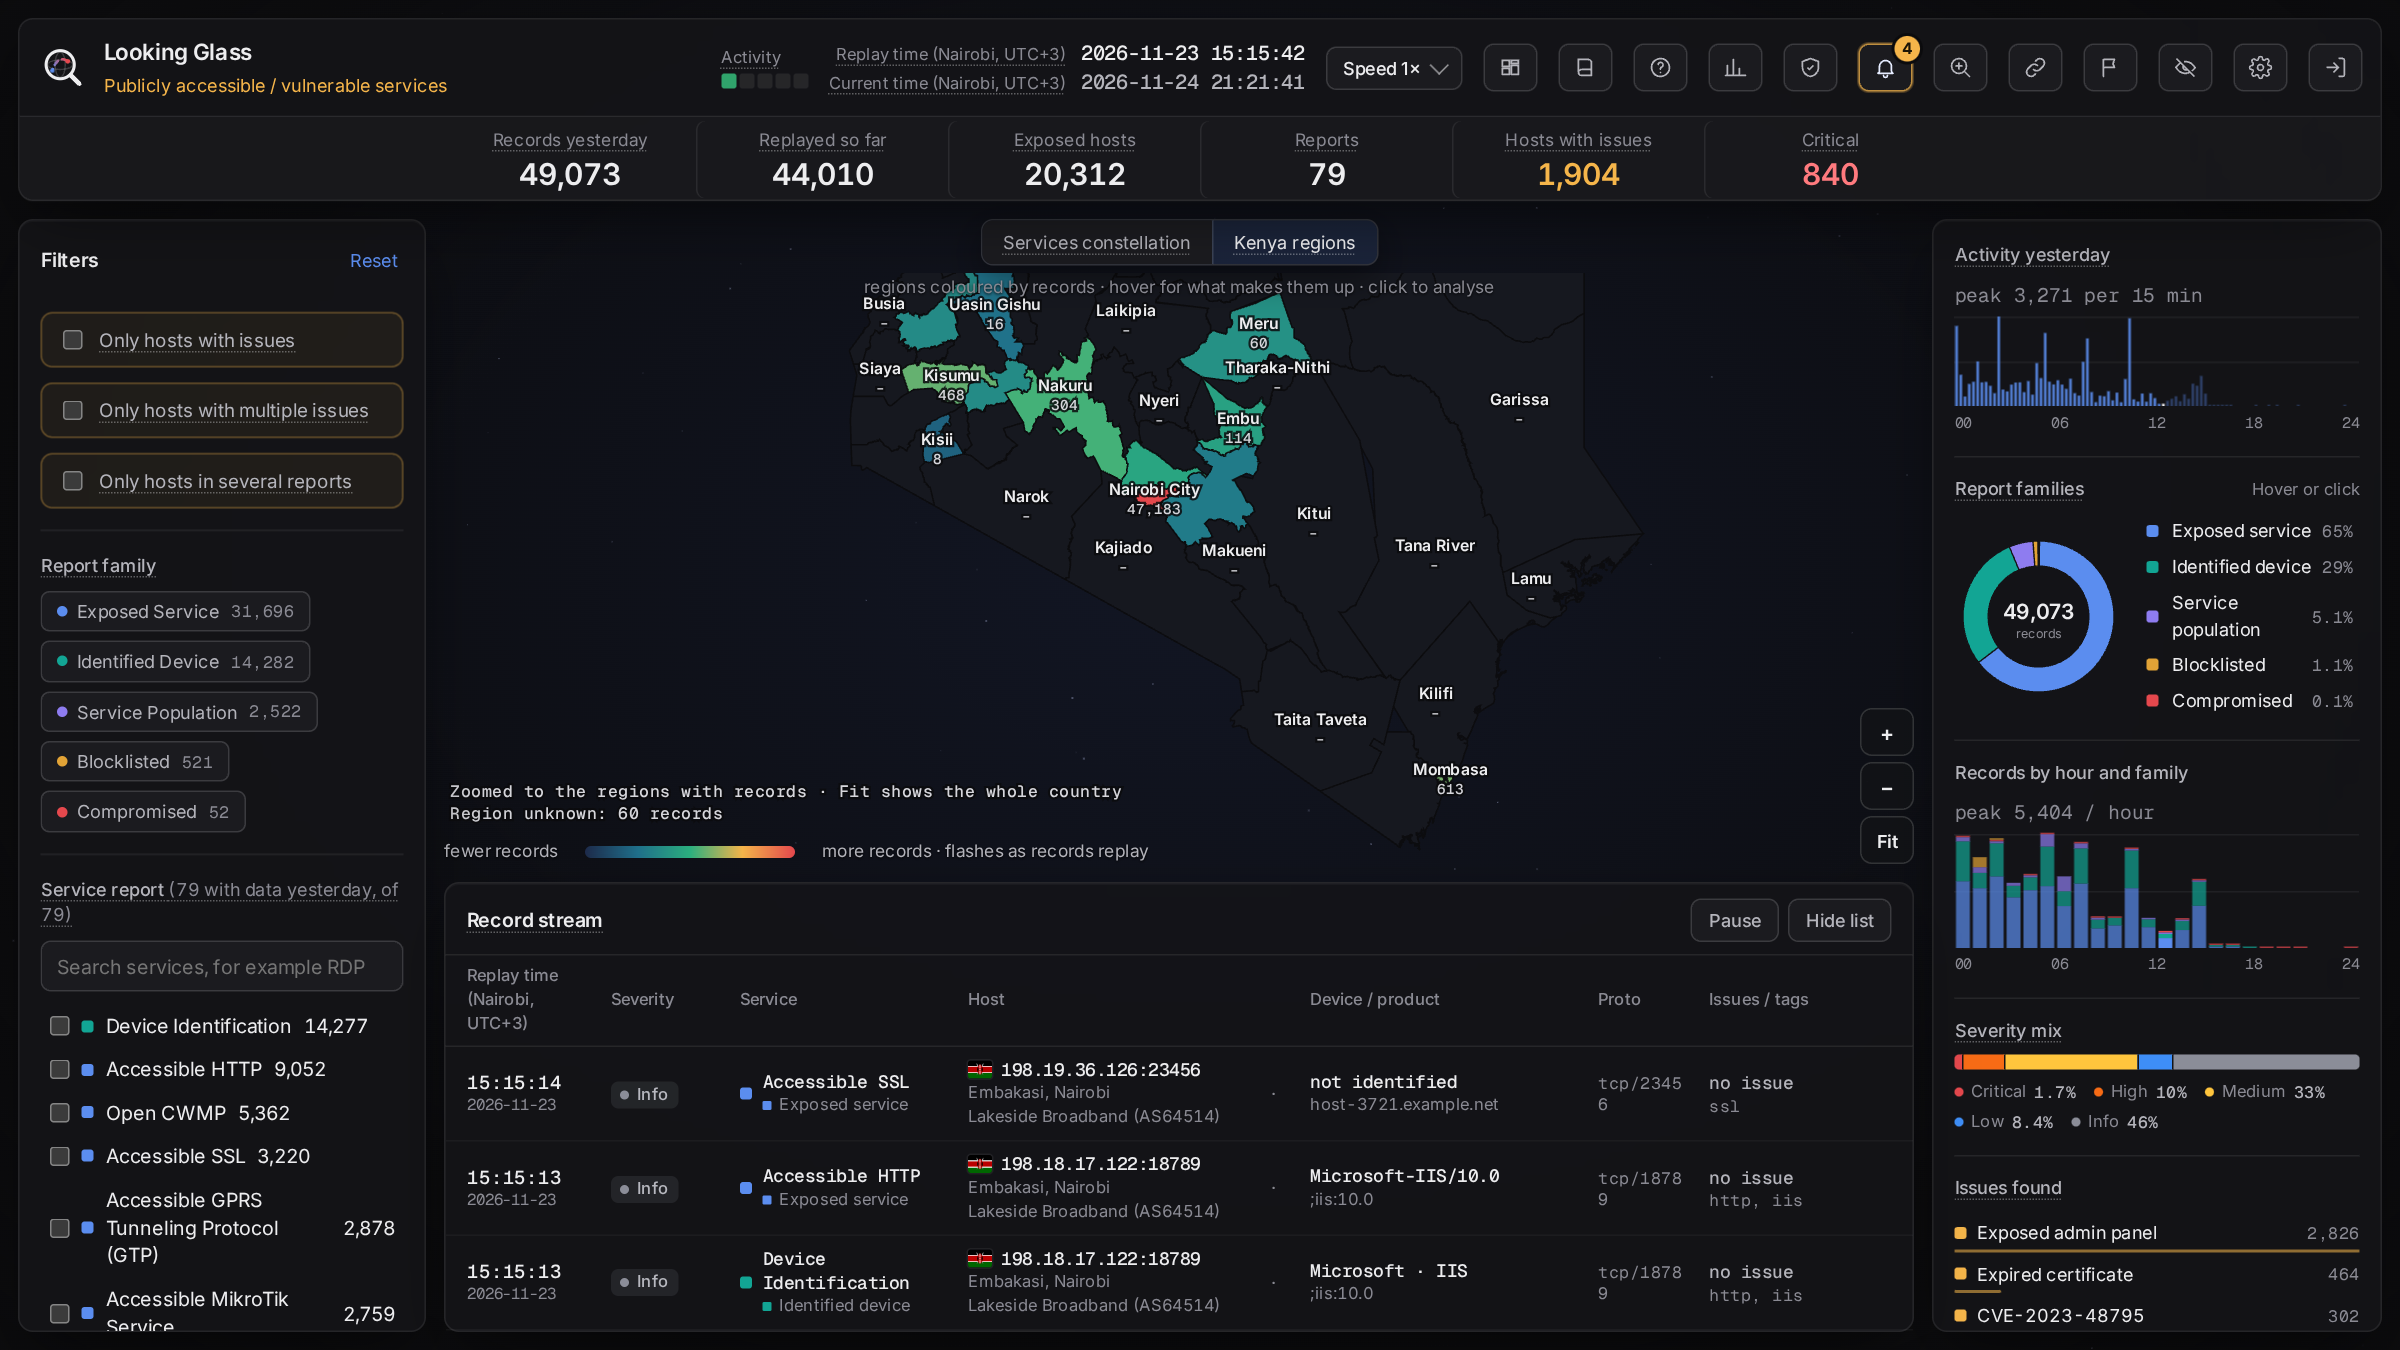 Looking Glass
Publicly accessible / vulnerable services
Activity
Replay time (Nairobi, UTC+3) 2026-11-23 15:15:42
Current time (Nairobi, UTC+3) 2026-11-24 21:21:41
Speed 1×
4
Records yesterday
49,073
Replayed so far
44,010
Exposed hosts
20,312
Reports
79
Hosts with issues
1,904
Critical
840
Filters
Reset
Only hosts with issues
Only hosts with multiple issues
Only hosts in several reports
Report family
Exposed Service 31,696
Identified Device 14,282
Service Population 2,522
Blocklisted 521
Compromised 52
Service report (79 with data yesterday, of
79)
Search services, for example RDP
Device Identification 14,277
Accessible HTTP 9,052
Open CWMP 5,362
Accessible SSL 3,220
Accessible GPRS
Tunneling Protocol
(GTP)
2,878
Accessible MikroTik
Service
2,759
Services constellation
Kenya regions
regions coloured by records · hover for what makes them up · click to analyse
Busia
–
Uasin Gishu
16
Laikipia
–
Meru
60
Siaya
–
Kisumu
468
Nakuru
304
Tharaka-Nithi
–
Nyeri
–
Garissa
–
Embu
114
Kisii
8
Nairobi City
47,183
Narok
–
Kitui
–
Kajiado
–
Makueni
–
Tana River
–
Lamu
–
Kilifi
–
Taita Taveta
–
Mombasa
613
Zoomed to the regions with records · Fit shows the whole country
Region unknown: 60 records
fewer records
more records · flashes as records replay
+
−
Fit
Record stream
Pause
Hide list
Replay time
(Nairobi,
UTC+3)
Severity
Service
Host
Device / product
Proto
Issues / tags
15:15:14
2026-11-23
Info
Accessible SSL
Exposed service
198.19.36.126:23456
Embakasi, Nairobi
Lakeside Broadband (AS64514)
·
not identified
host-3721.example.net
tcp/2345
6
no issue
ssl
15:15:13
2026-11-23
Info
Accessible HTTP
Exposed service
198.18.17.122:18789
Embakasi, Nairobi
Lakeside Broadband (AS64514)
·
Microsoft-IIS/10.0
;iis:10.0
tcp/1878
9
no issue
http, iis
15:15:13
2026-11-23
Info
Device
Identification
Identified device
198.18.17.122:18789
Embakasi, Nairobi
Lakeside Broadband (AS64514)
·
Microsoft · IIS
;iis:10.0
tcp/1878
9
no issue
http, iis
Activity yesterday
peak 3,271 per 15 min
00 06 12 18 24
Report families
Hover or click
49,073
records
Exposed service 65%
Identified device 29%
Service
population
5.1%
Blocklisted 1.1%
Compromised 0.1%
Records by hour and family
peak 5,404 / hour
00 06 12 18 24
Severity mix
Critical 1.7% High 10% Medium 33%
Low 8.4% Info 46%
Issues found
Exposed admin panel 2,826
Expired certificate 464
CVE-2023-48795 302